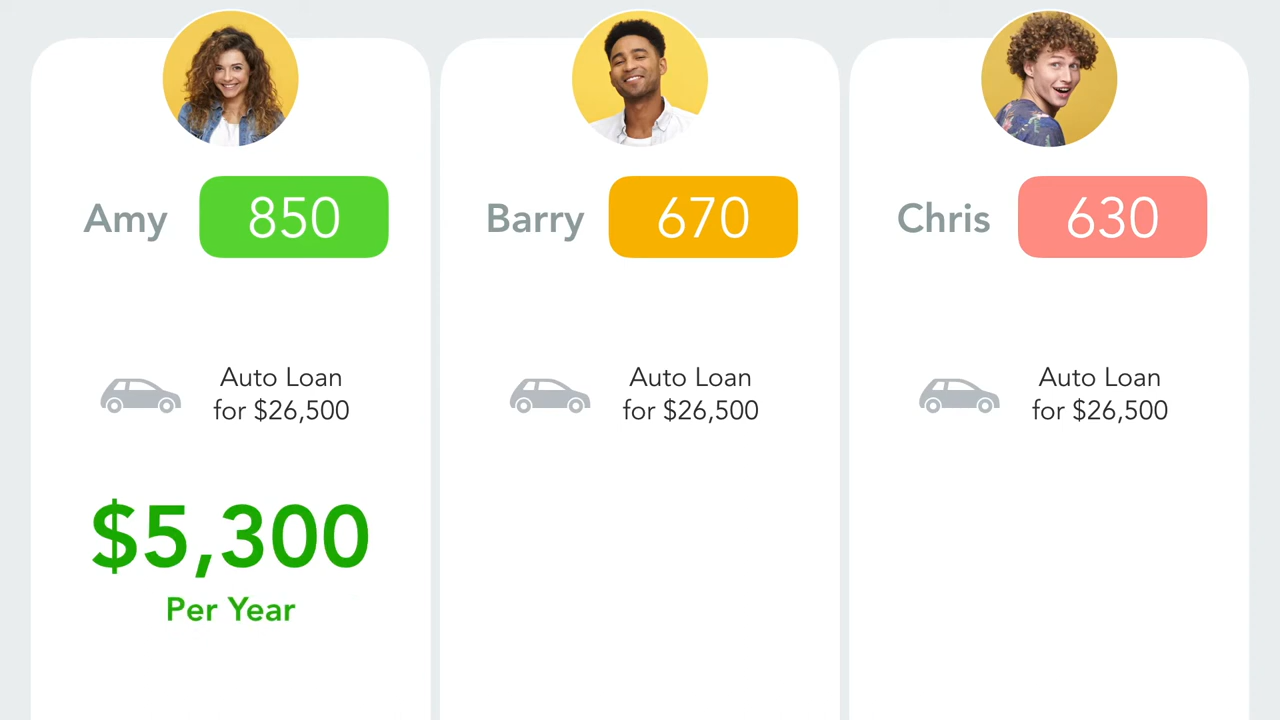 Amy 850
Auto Loan
for $26,500
$5,300
Per Year
Barry 670
Auto Loan
for $26,500
Chris 630
Auto Loan
for $26,500